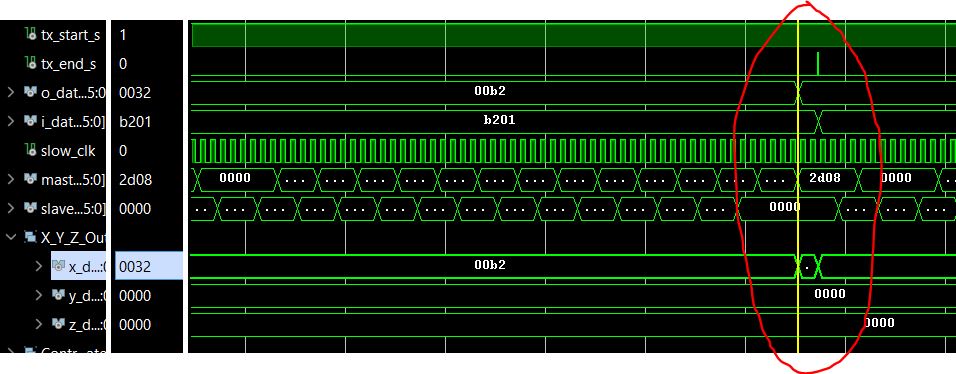 tx_start_s 1
tx_end_s 0
o_dat...5:0] 0032 00b2
i_dat...5:0] b201 b201
slow_clk 0
mast...5:0] 2d08 0000 ... ... ... ... ... ... ... ... ... ... ... ... ... 2d08 0000 ...
slave...5:0] 0000 ... ... ... ... ... ... ... ... ... ... ... ... ... ... 0000 ... ... ...
X_Y_Z_Out
x_d...:0 0032 00b2 .
y_d...:0 0000 0000
z_d...:0 0000 0000